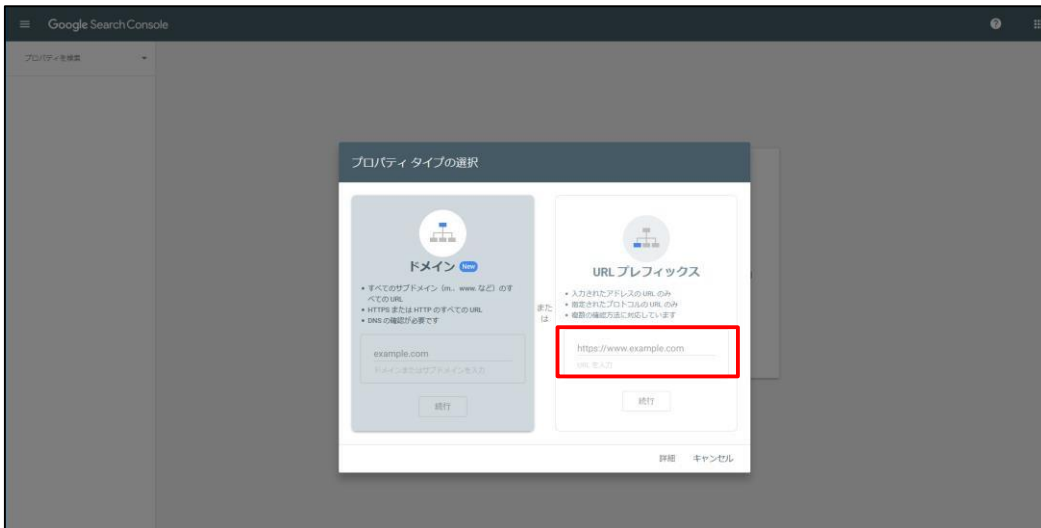 Google Search Console
プロパティを検索
プロパティ タイプの選択
ドメイン New
• すべてのサブドメイン（m.、www. など）のす
べての URL
• HTTPS または HTTP のすべての URL
• DNS の確認が必要です
example.com
ドメインまたはサブドメインを入力
続行
また
は
URL プレフィックス
• 入力されたアドレスの URL のみ
• 指定されたプロトコルの URL のみ
• 複数の確認方法に対応しています
https://www.example.com
URL を入力
続行
詳細
キャンセル